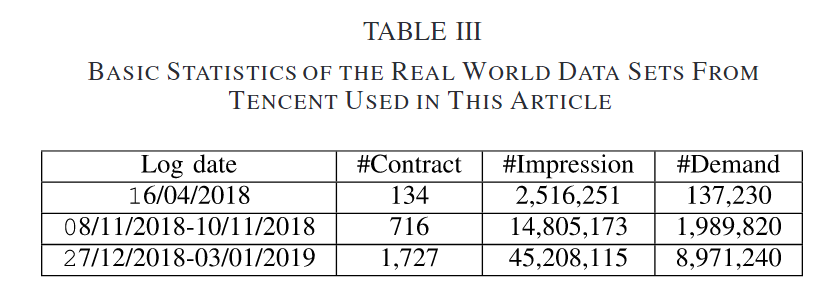 TABLE III
BASIC STATISTICS OF THE REAL WORLD DATA SETS FROM
TENCENT USED IN THIS ARTICLE
Log date #Contract #Impression #Demand
16/04/2018 134 2,516,251 137,230
08/11/2018-10/11/2018 716 14,805,173 1,989,820
27/12/2018-03/01/2019 1,727 45,208,115 8,971,240